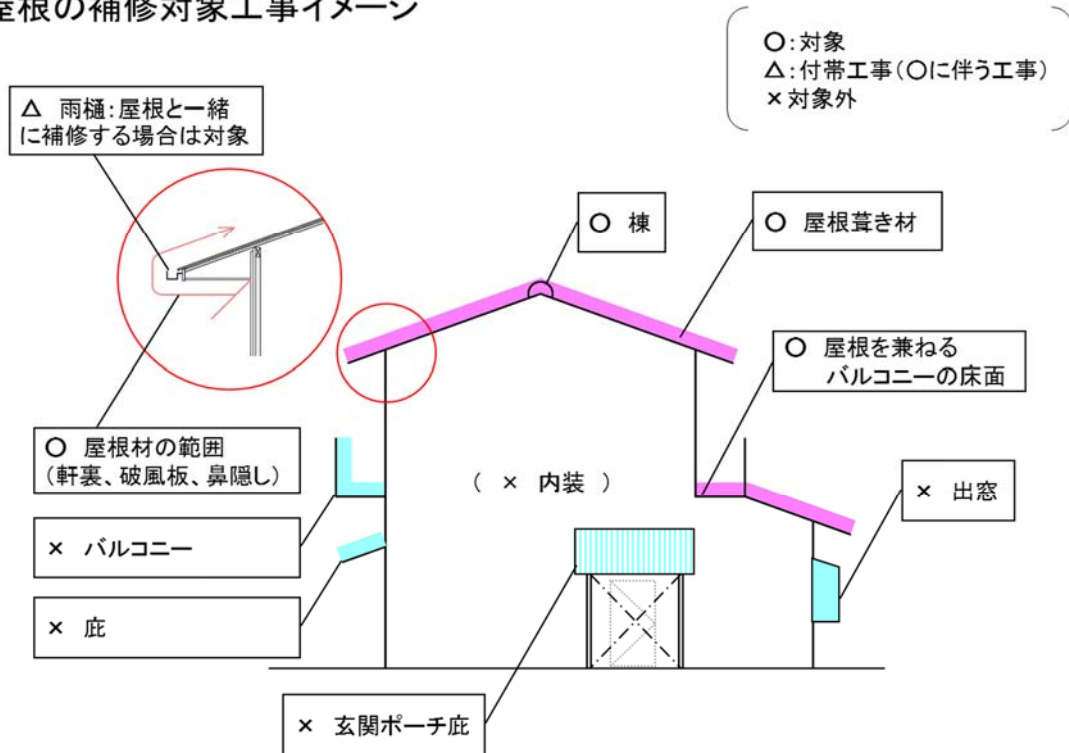 屋根の補修対象工事イメージ
〇:対象
△:付帯工事(〇に伴う工事)
×対象外
△ 雨樋:屋根と一緒
に補修する場合は対象
〇 棟
〇 屋根葺き材
〇 屋根を兼ねる
バルコニーの床面
〇 屋根材の範囲
(軒裏、破風板、鼻隠し)
( × 内装 )
× 出窓
× バルコニー
× 庇
× 玄関ポーチ庇